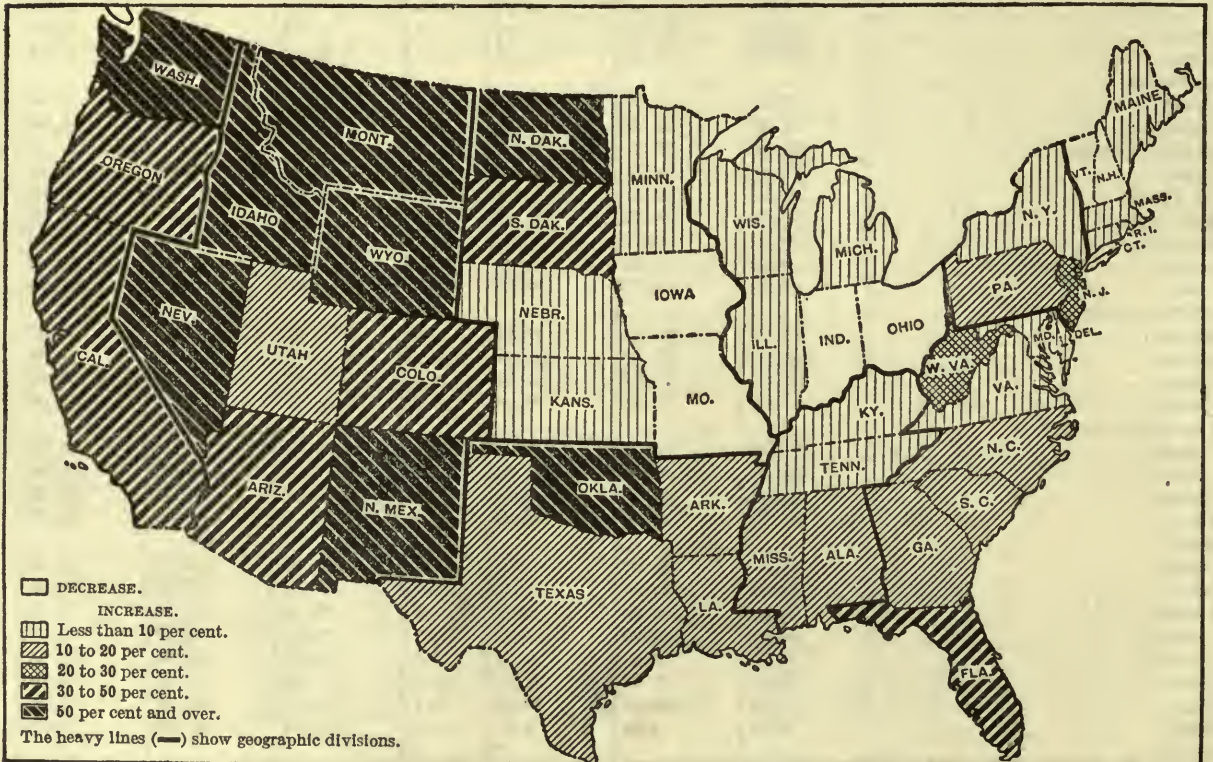 WASH.
MONT.
N. DAK.
MINN.
MAINE
OREGON
IDAHO
WYO.
S. DAK.
WIS.
MICH.
N. Y.
VT.
N.H.
MASS.
R. I.
CT.
NEV.
UTAH
COLO.
NEBR.
IOWA
ILL.
IND.
OHIO
PA.
N. J.
CAL.
KANS.
MO.
KY.
W. VA.
VA.
MD.
DEL.
ARIZ.
N. MEX.
OKLA.
ARK.
TENN.
N. C.
S. C.
TEXAS
LA.
MISS.
ALA.
GA.
FLA.
DECREASE.
INCREASE.
Less than 10 per cent.
10 to 20 per cent.
20 to 30 per cent.
30 to 50 per cent.
50 per cent and over.
The heavy lines (━) show geographic divisions.